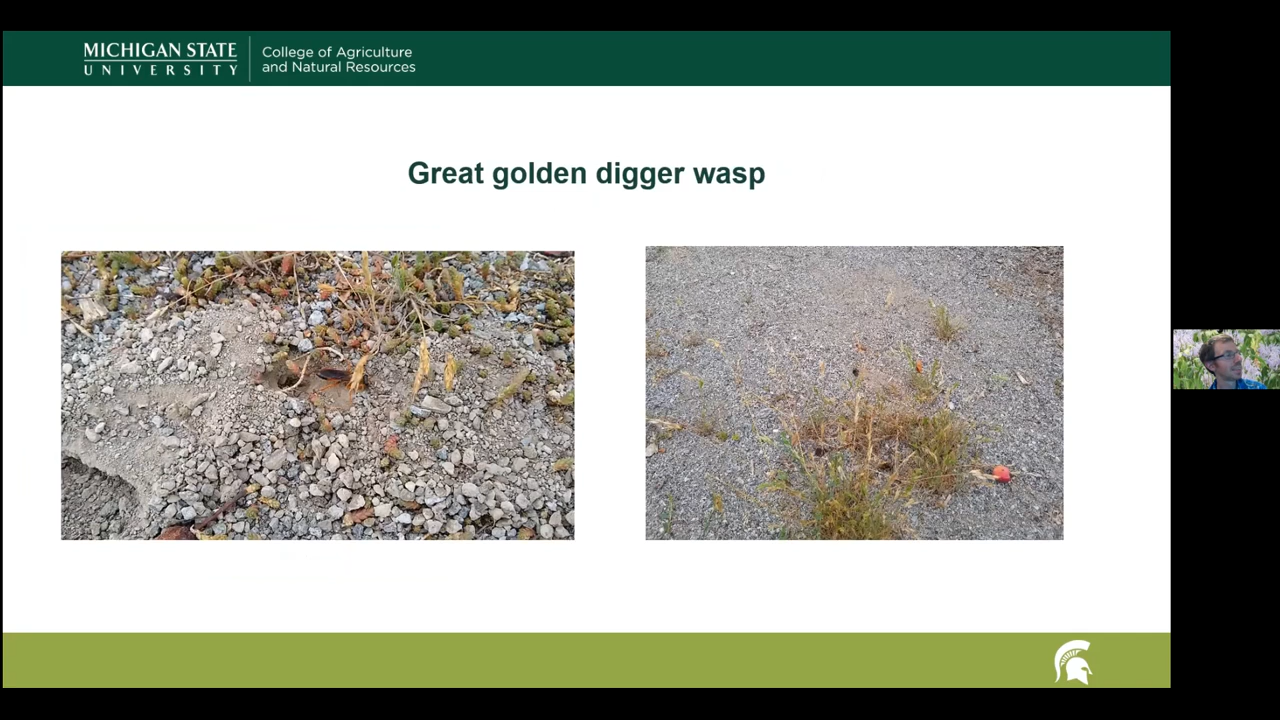 MICHIGAN STATE
UNIVERSITY
College of Agriculture
and Natural Resources
Great golden digger wasp